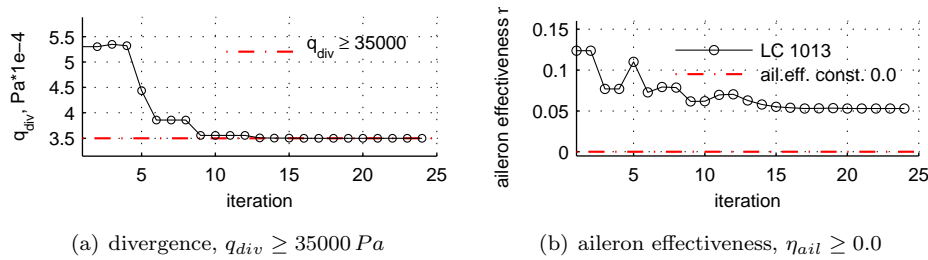 5.5
5
4.5
4
3.5
q_div, Pa*1e-4
q_div ≥ 35000
5 10 15 20 25
iteration
(a) divergence, q_div ≥ 35000 Pa
0.15
0.1
0.05
0
aileron effectiveness
LC 1013
ail.eff. const. 0.0
5 10 15 20 25
iteration
(b) aileron effectiveness, η_ail ≥ 0.0